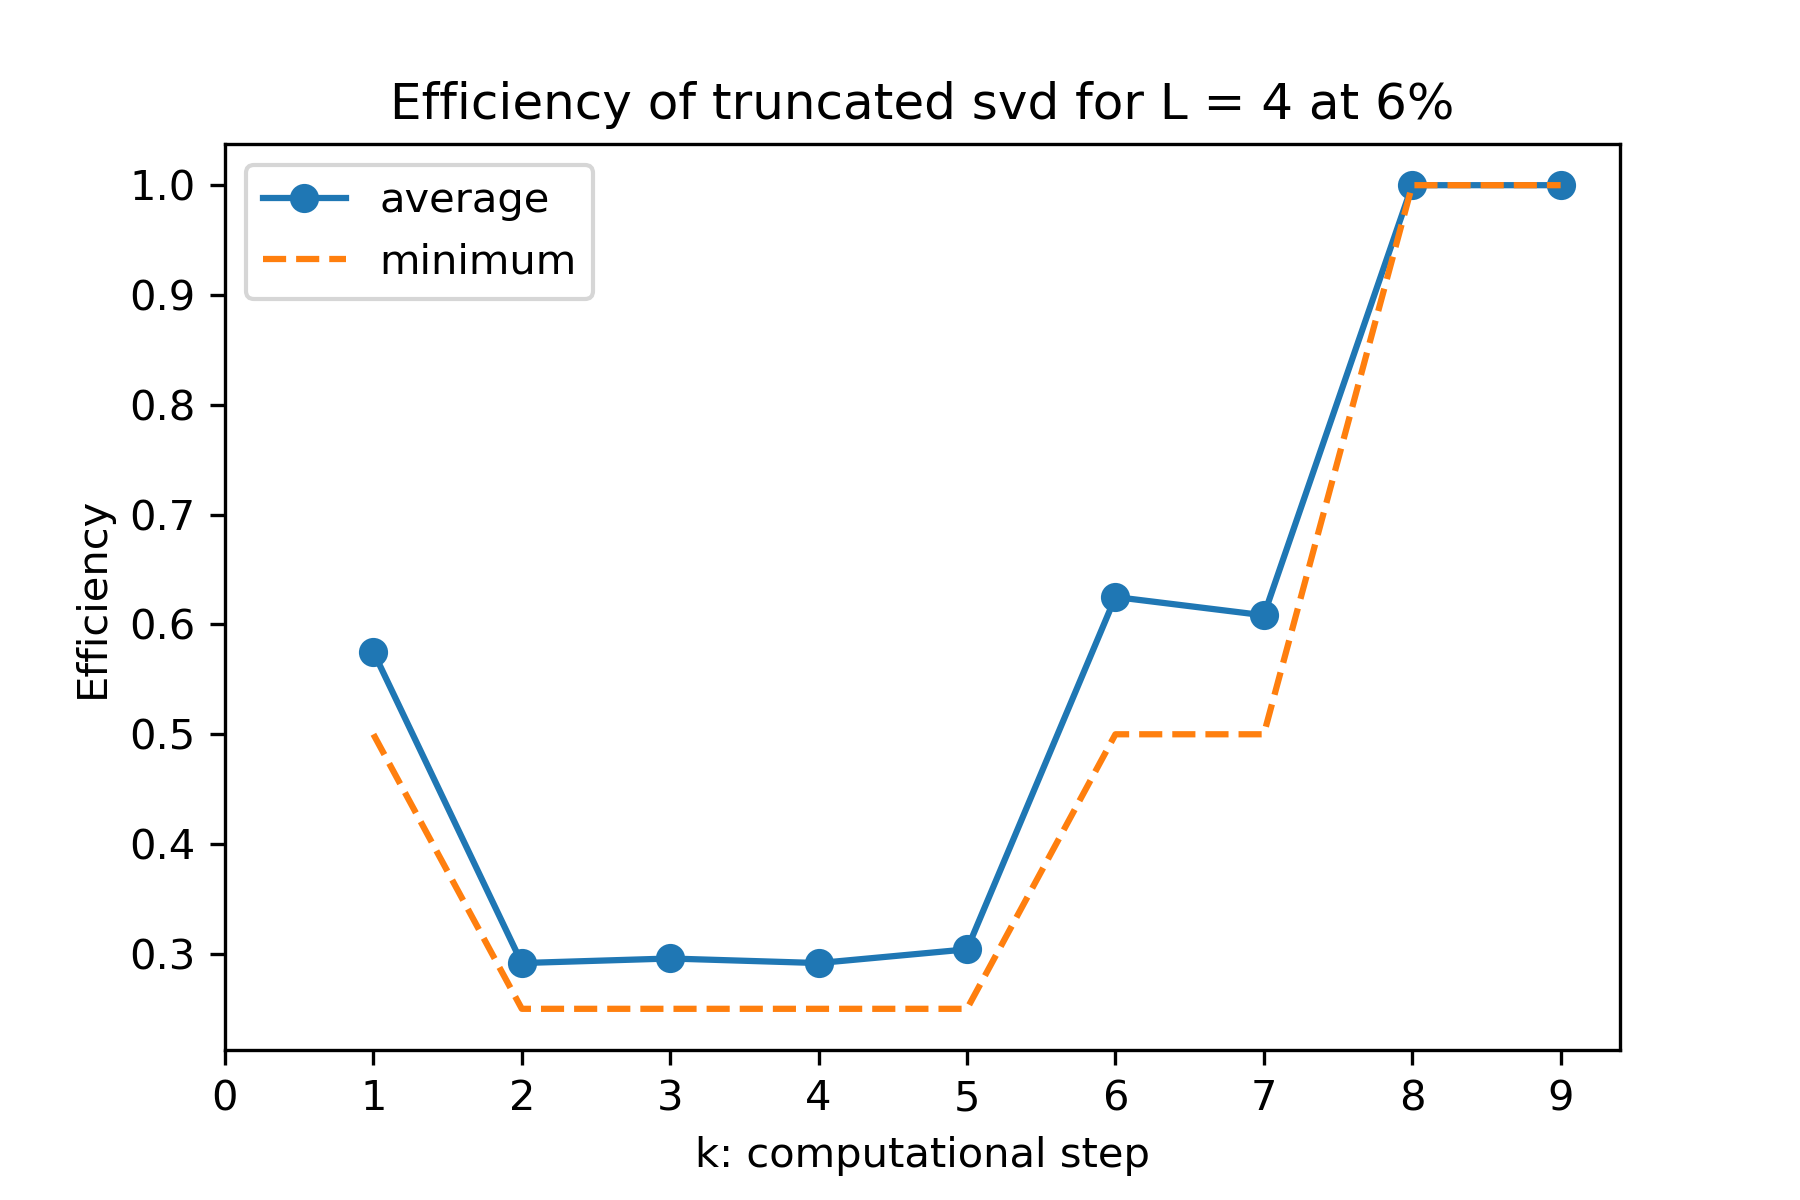 Efficiency of truncated svd for L = 4 at 6%
average
minimum
1.0
0.9
0.8
0.7
0.6
0.5
0.4
0.3
Efficiency
0 1 2 3 4 5 6 7 8 9
k: computational step